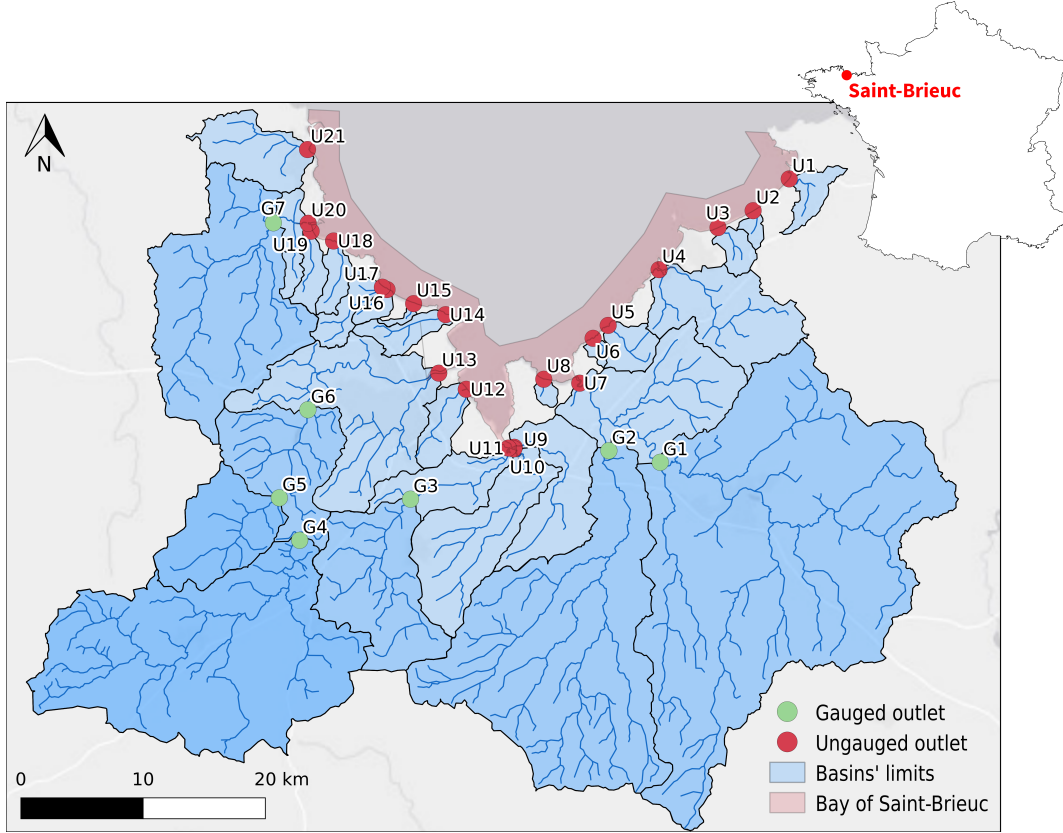 Saint-Brieuc
N
U21
U1
U2
G7
U20
U3
U19
U18
U4
U17
U16
U15
U14
U5
U6
U13
U8
U7
U12
G6
U11
U9
U10
G2
G1
G5
G3
G4
Gauged outlet
Ungauged outlet
Basins' limits
Bay of Saint-Brieuc
0 10 20 km